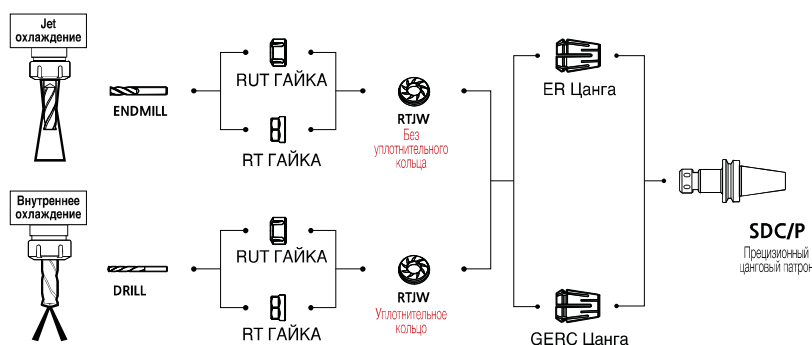 Jet
охлаждение
ENDMILL
RUT ГАЙКА
RT ГАЙКА
RTJW
Без
уплотнительного
кольца
ER Цанга
Внутреннее
охлаждение
DRILL
RUT ГАЙКА
RT ГАЙКА
RTJW
Уплотнительное
кольцо
GERC Цанга
SDC/P
Прецизионный
цанговый патрон